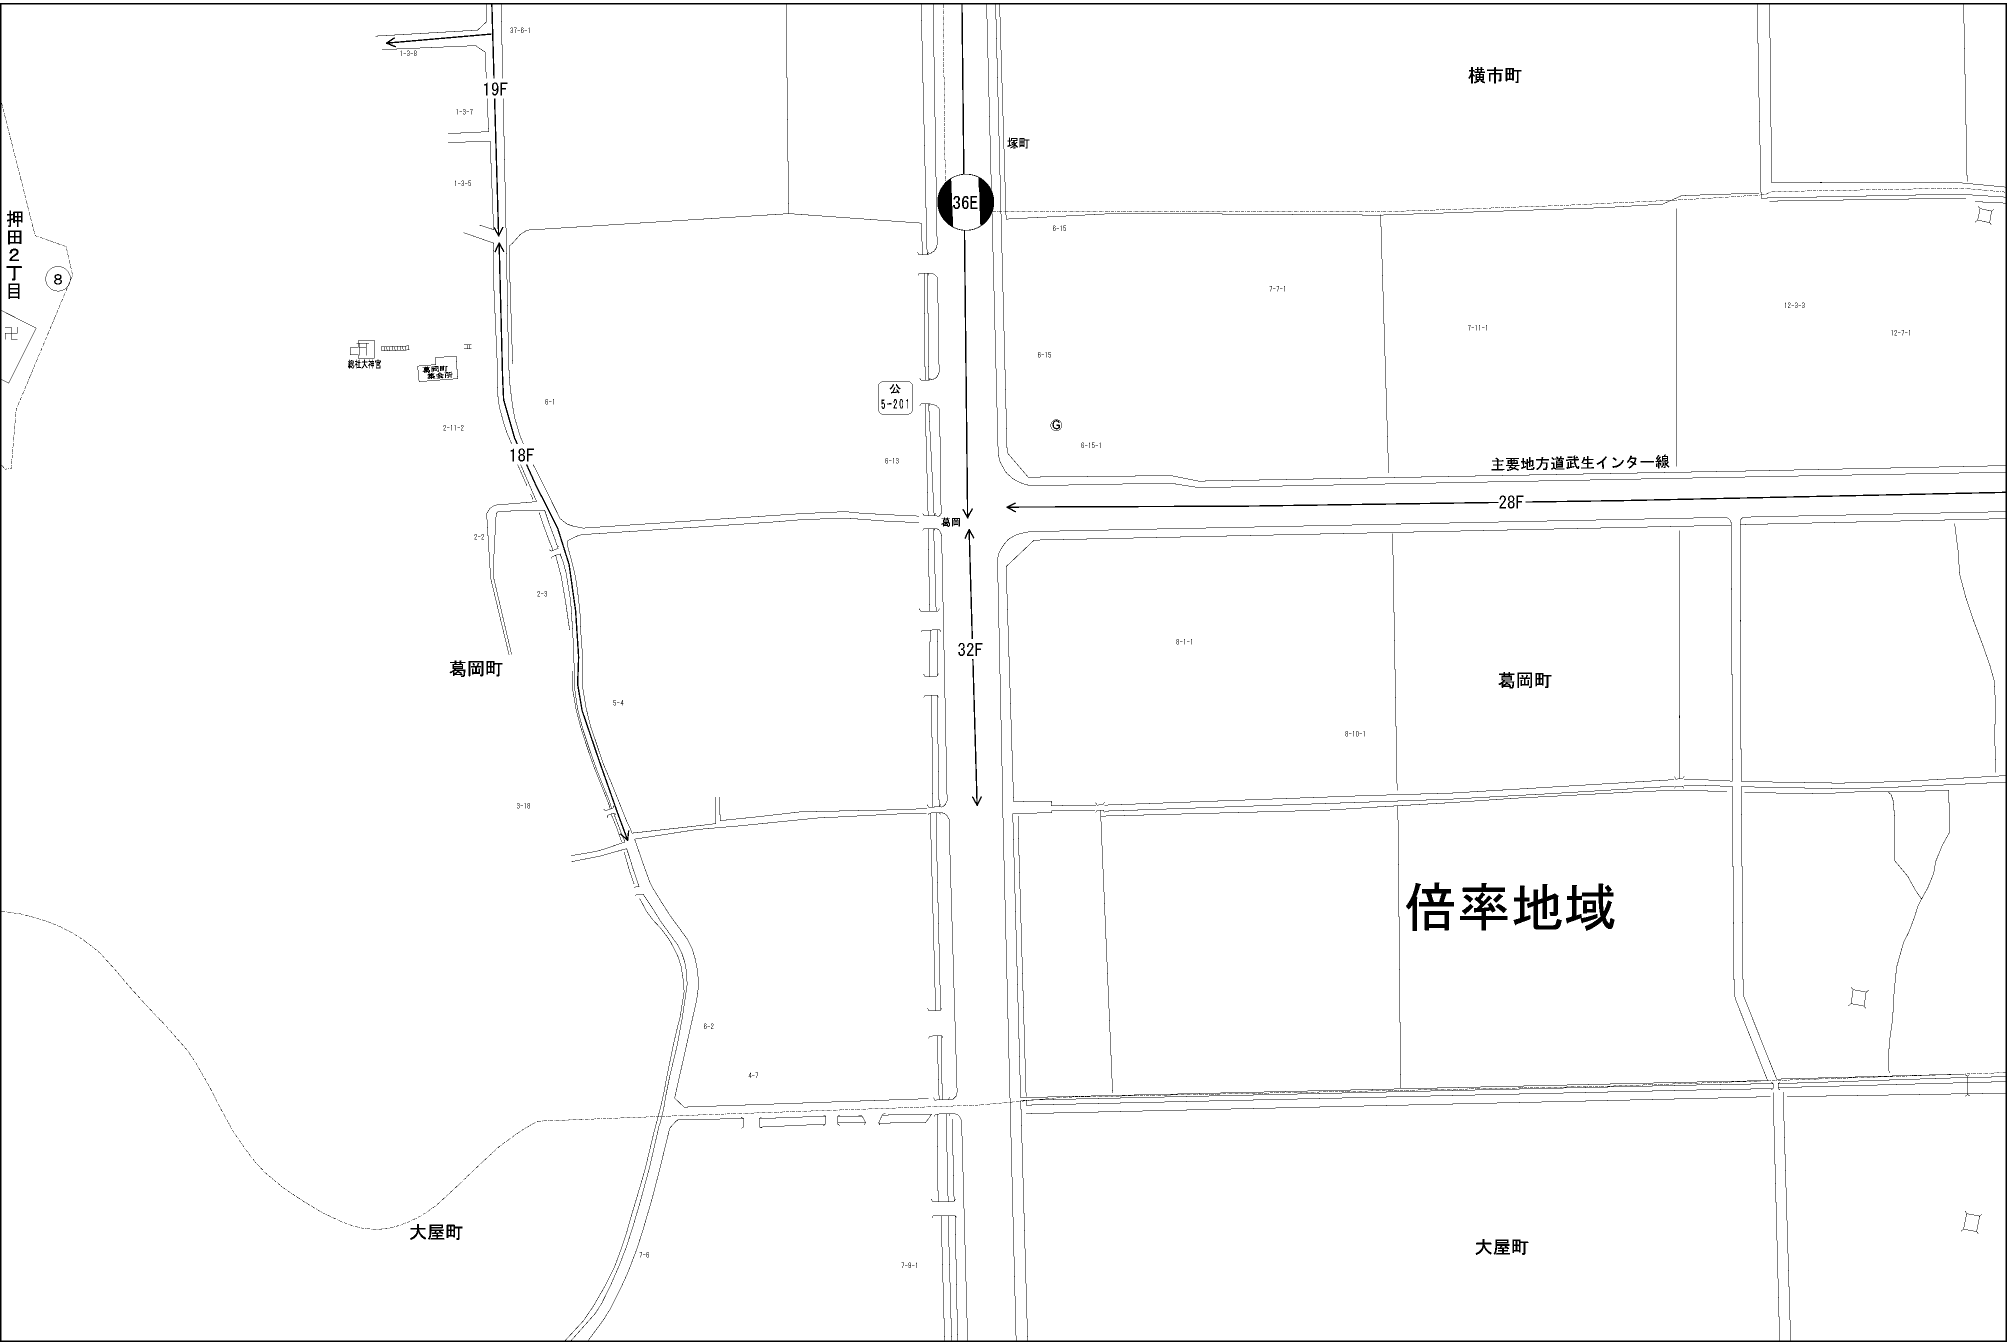 37-6-1
1-3-8
横市町
19F
1-3-7
塚町
1-3-5
36E
押田2丁目
6-15
8
7-7-1
12-3-3
7-11-1
12-7-1
6-15
総社大神宮
葛岡町
集会所
公
5-201
6-1
2-11-2
G
6-15-1
18F
6-13
主要地方道武生インター線
28F
葛岡
2-2
2-3
32F
8-1-1
葛岡町
葛岡町
5-4
8-10-1
3-18
倍率地域
6-2
4-7
大屋町
大屋町
7-6
7-9-1